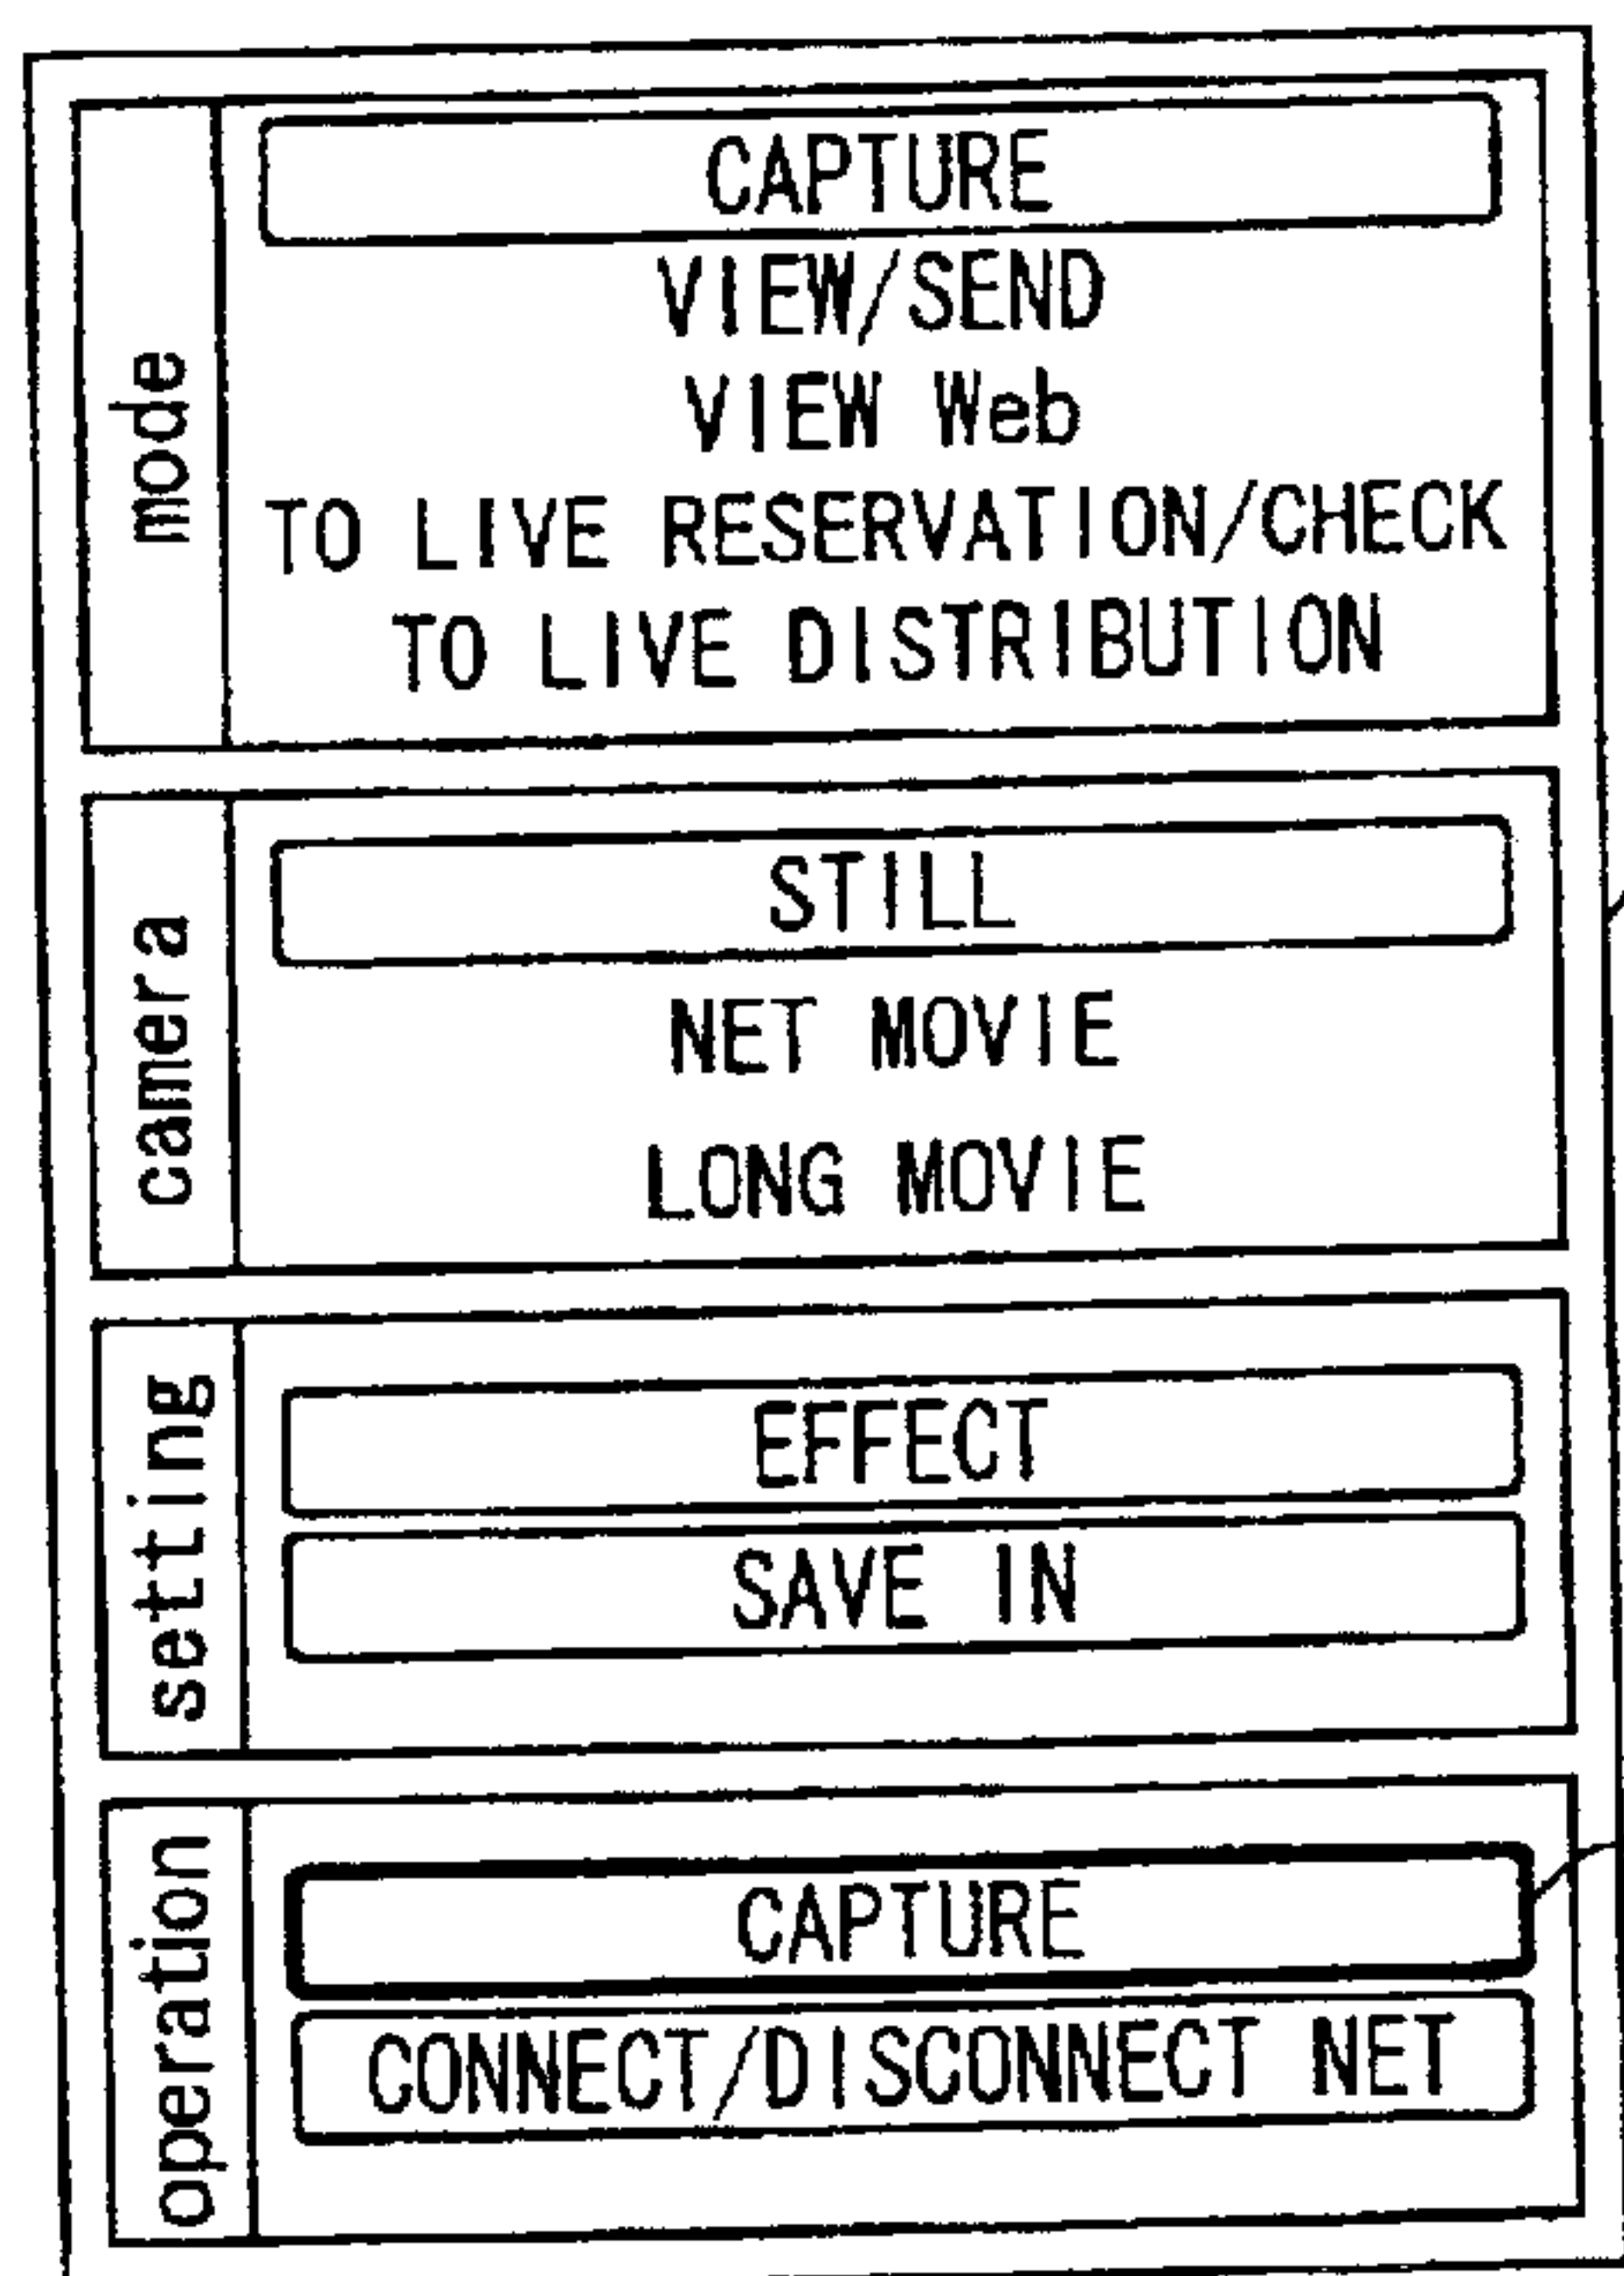 mode
CAPTURE
VIEW/SEND
VIEW Web
TO LIVE RESERVATION/CHECK
TO LIVE DISTRIBUTION
camera
STILL
NET MOVIE
LONG MOVIE
setting
EFFECT
SAVE IN
operation
CAPTURE
CONNECT/DISCONNECT NET